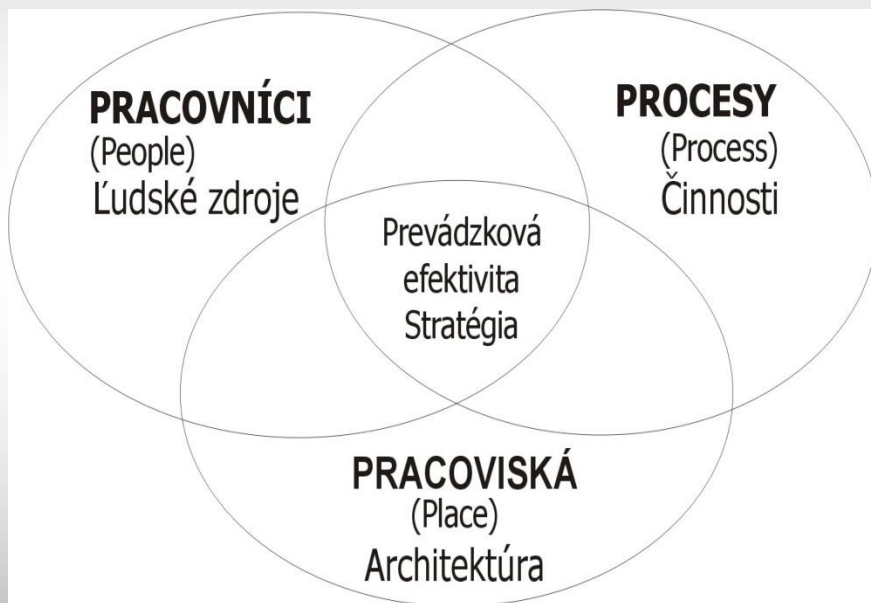 PRACOVNÍCI
(People)
Ľudské zdroje
PROCESY
(Process)
Činnosti
Prevádzková
efektivita
Stratégia
PRACOVISKÁ
(Place)
Architektúra